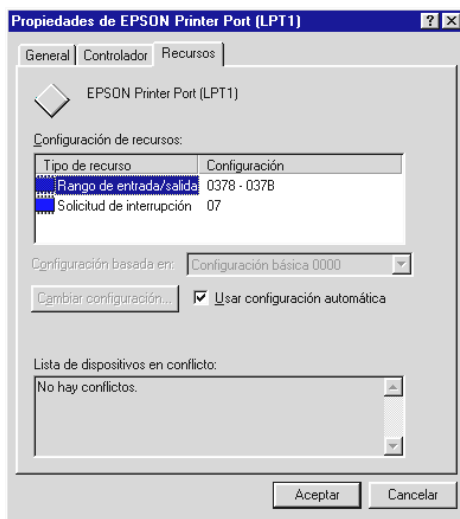 Propiedades de EPSON Printer Port (LPT1)
General Controlador Recursos
EPSON Printer Port (LPT1)
Configuración de recursos:
Tipo de recurso Configuración
Rango de entrada/salida 0378 - 037B
Solicitud de interrupción 07
Configuración basada en: Configuración básica 0000
Cambiar configuración... Usar configuración automática
Lista de dispositivos en conflicto:
No hay conflictos.
Aceptar Cancelar